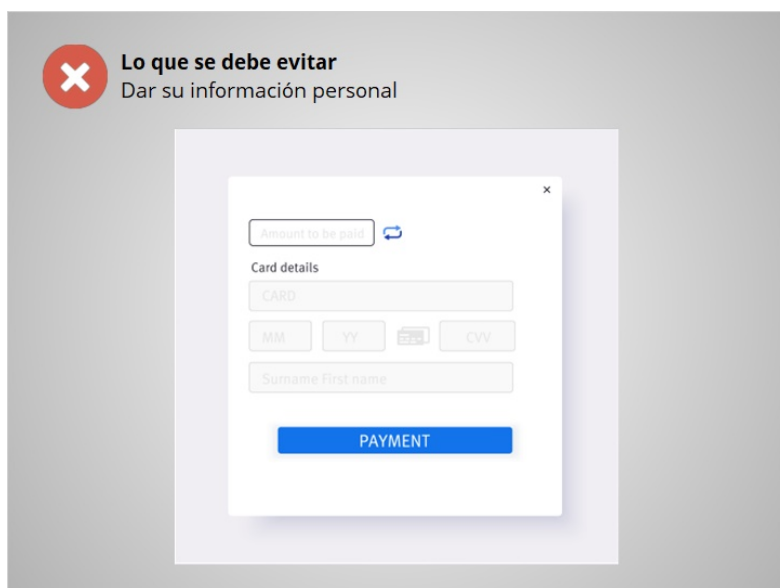 Lo que se debe evitar
Dar su información personal
×
Amount to be paid
Card details
CARD
MM YY CVV
Surname First name
PAYMENT